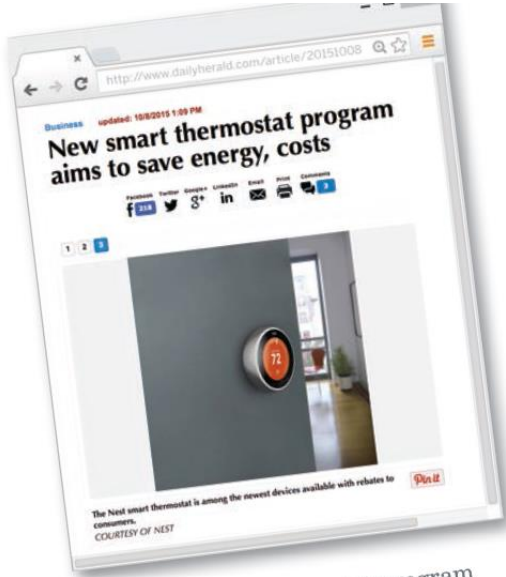 http://www.dailyherald.com/article/20151008
Business updated: 10/8/2015 1:09 PM
New smart thermostat program
aims to save energy, costs
Facebook Twitter Google+ LinkedIn Email Print Comments
f 218 g+ in 3
1 2 3
72
The Nest smart thermostat is among the newest devices available with rebates to
consumers.
COURTESY OF NEST
Pin it
program